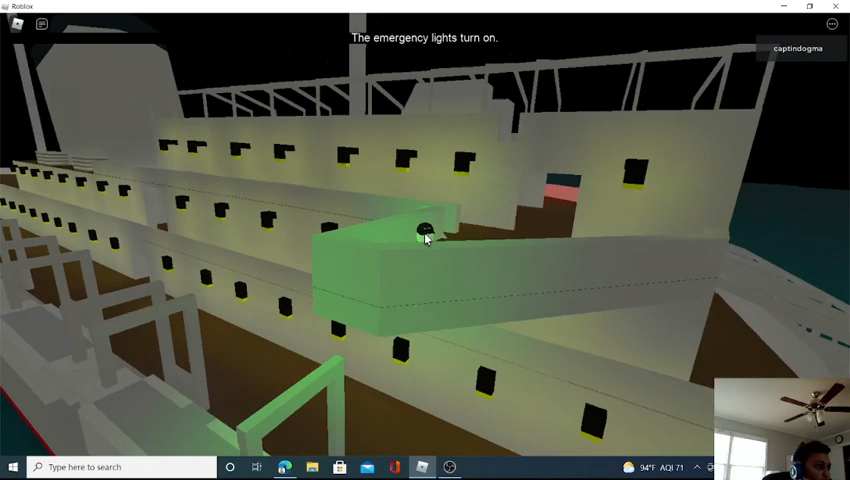 Roblox
The emergency lights turn on.
captindogma
Type here to search
94°F AQI 71